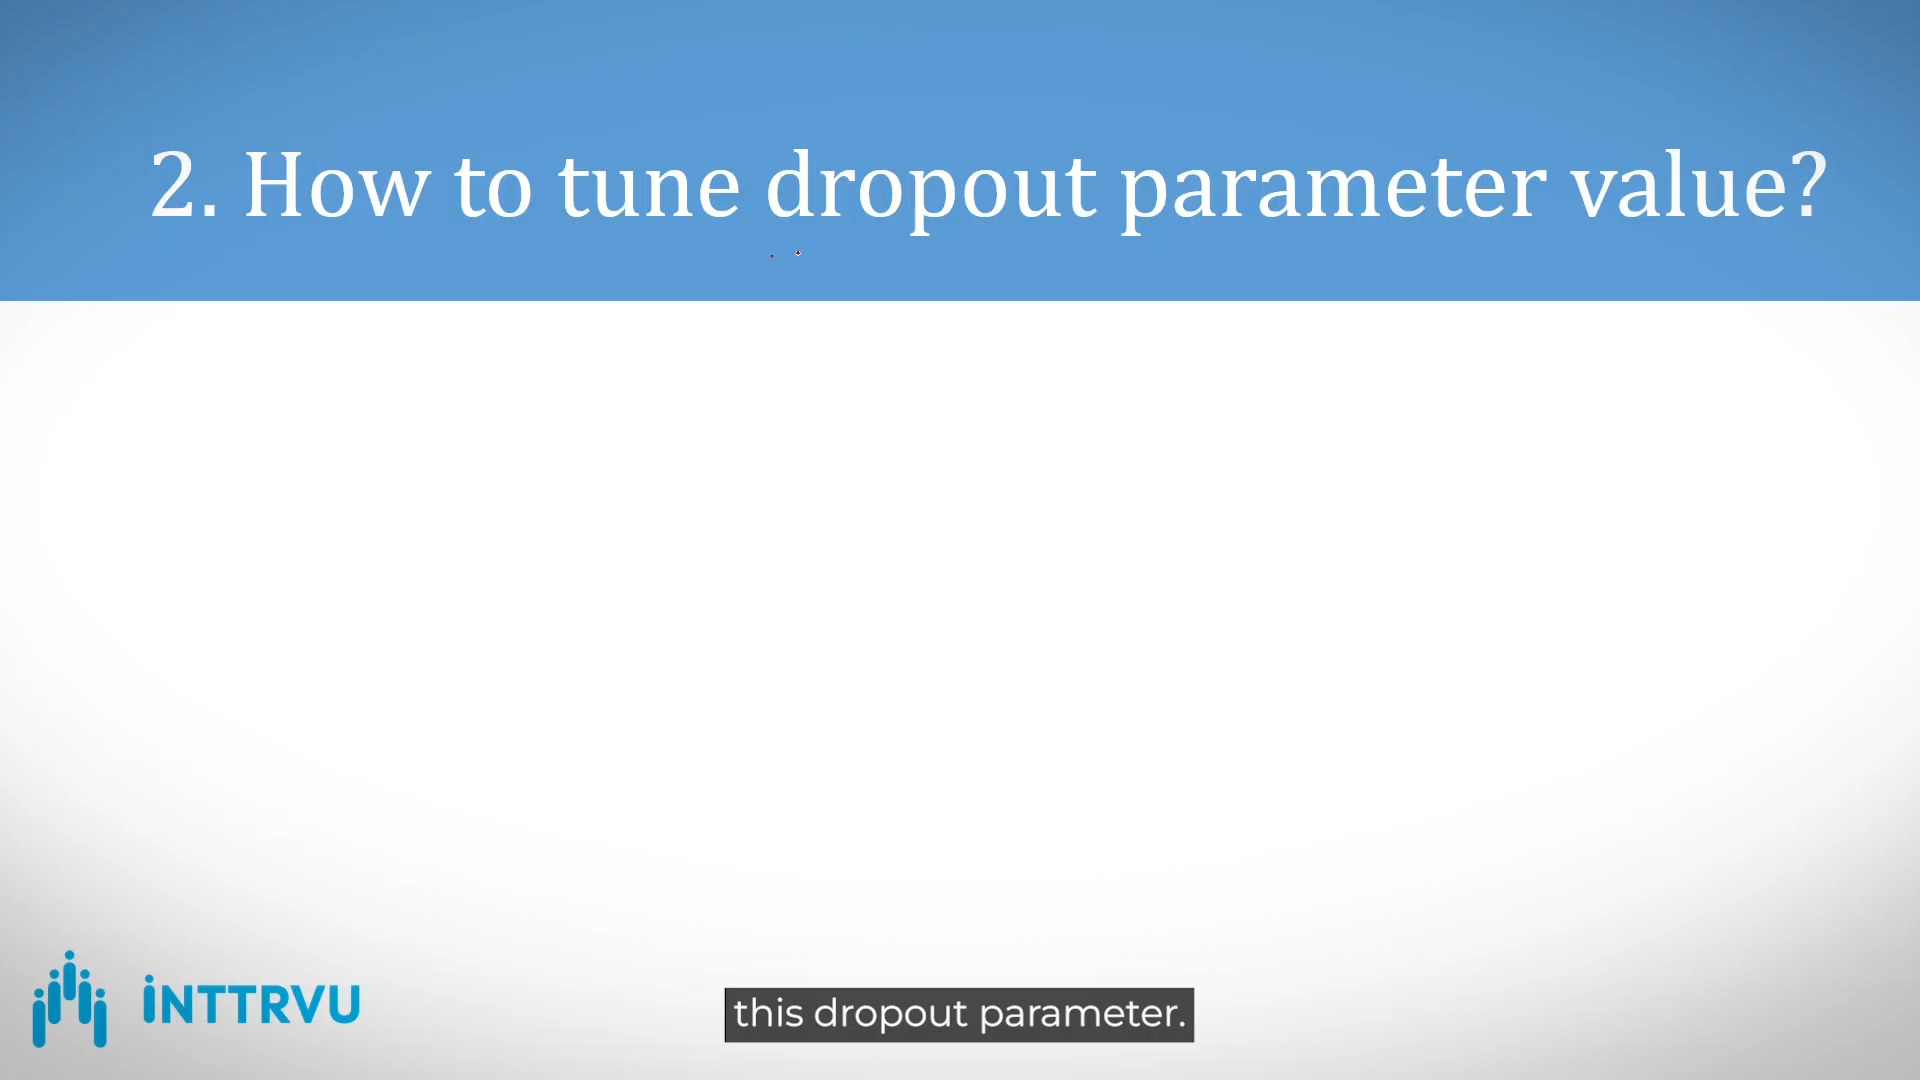 2. How to tune dropout parameter value?
iNTTRVU
this dropout parameter.